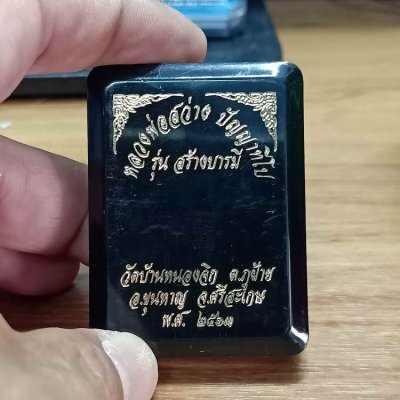 หลวงพ่อสว่าง ปัญญาทีโป
รุ่น สร้างบารมี
วัดบ้านหนองจิก ต.ภูฝ้าย
อ.ขุนหาญ จ.ศรีสะเกษ
พ.ศ. ๒๕๖๓